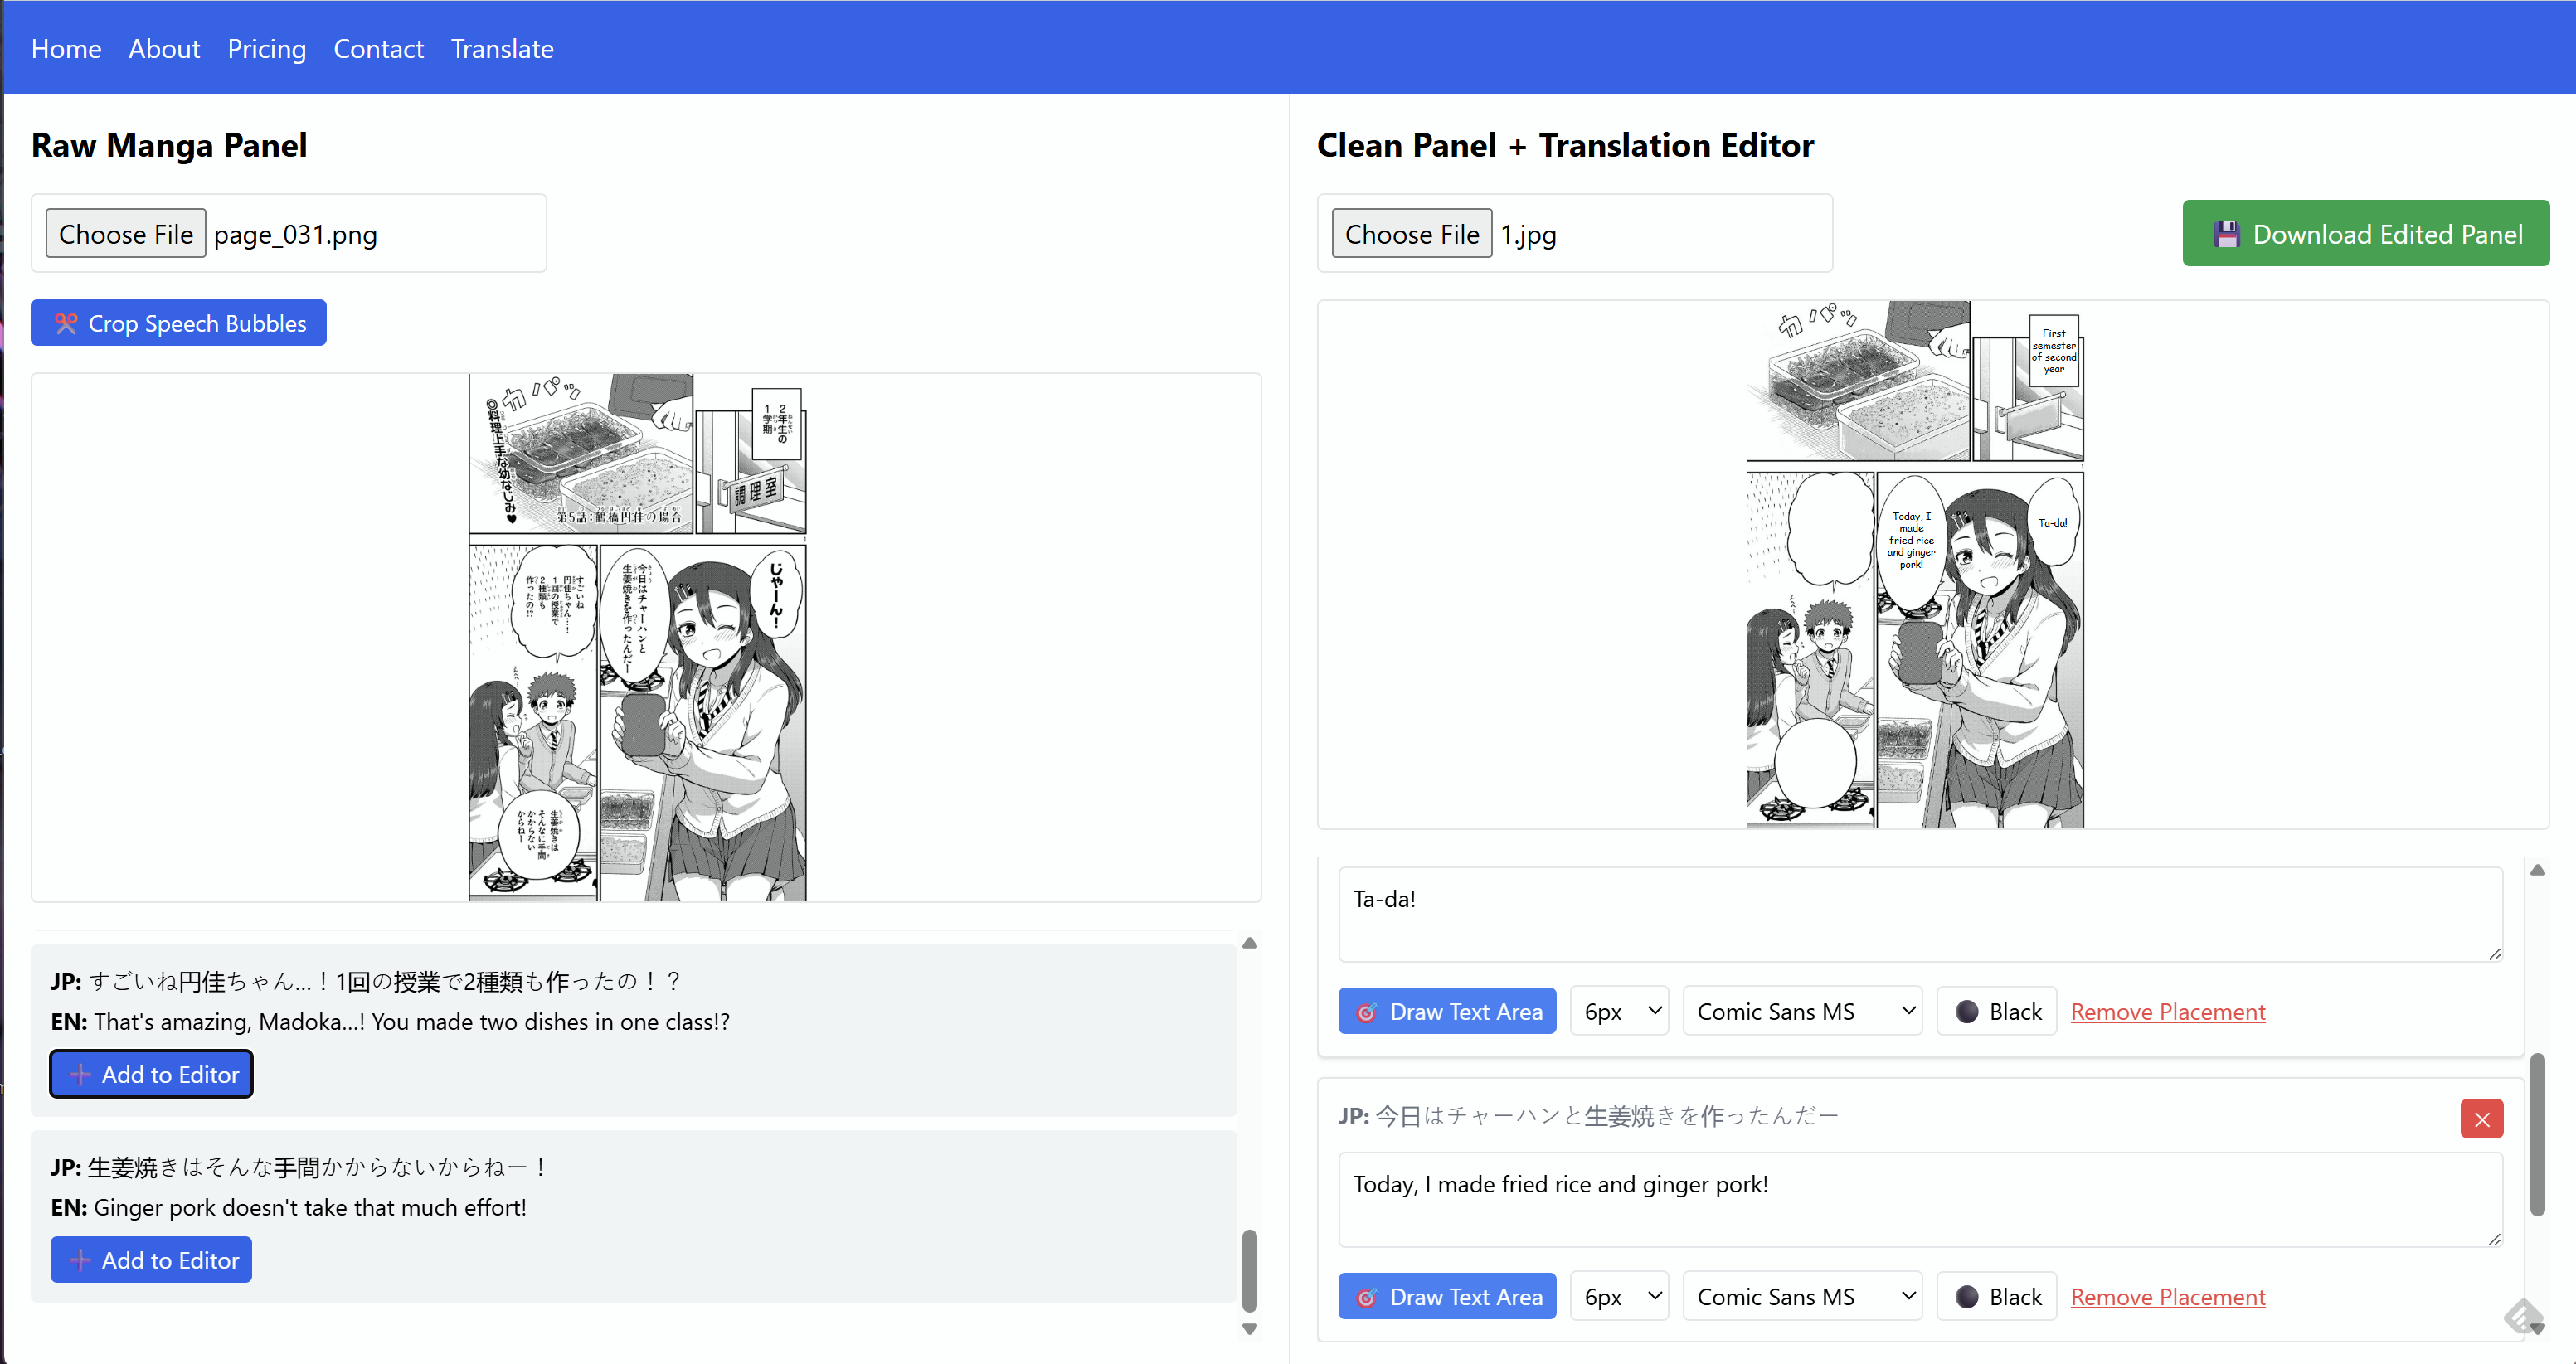 Home About Pricing Contact Translate
Raw Manga Panel
Choose File page_031.png
Crop Speech Bubbles
カパッ
◎料理上手な幼なじみ♥
2年生の
1学期
調理室
第5話：鶴橋円佳の場合
1
じゃーん！
今日はチャーハンと
生姜焼きを作ったんだー
すごいね
円佳ちゃん…！
1回の授業で
2種類も
作ったの!?
生姜焼きは
そんなに手間
かからない
からねー
JP: すごいね円佳ちゃん...！1回の授業で2種類も作ったの！？
EN: That's amazing, Madoka...! You made two dishes in one class!?
Add to Editor
JP: 生姜焼きはそんな手間かからないからねー！
EN: Ginger pork doesn't take that much effort!
Add to Editor
Clean Panel + Translation Editor
Choose File 1.jpg
Download Edited Panel
カパッ
First
semester
of second
year
1
Ta-da!
Today, I
made
fried rice
and ginger
pork!
Ta-da!
Draw Text Area 6px Comic Sans MS Black Remove Placement
JP: 今日はチャーハンと生姜焼きを作ったんだー
Today, I made fried rice and ginger pork!
Draw Text Area 6px Comic Sans MS Black Remove Placement